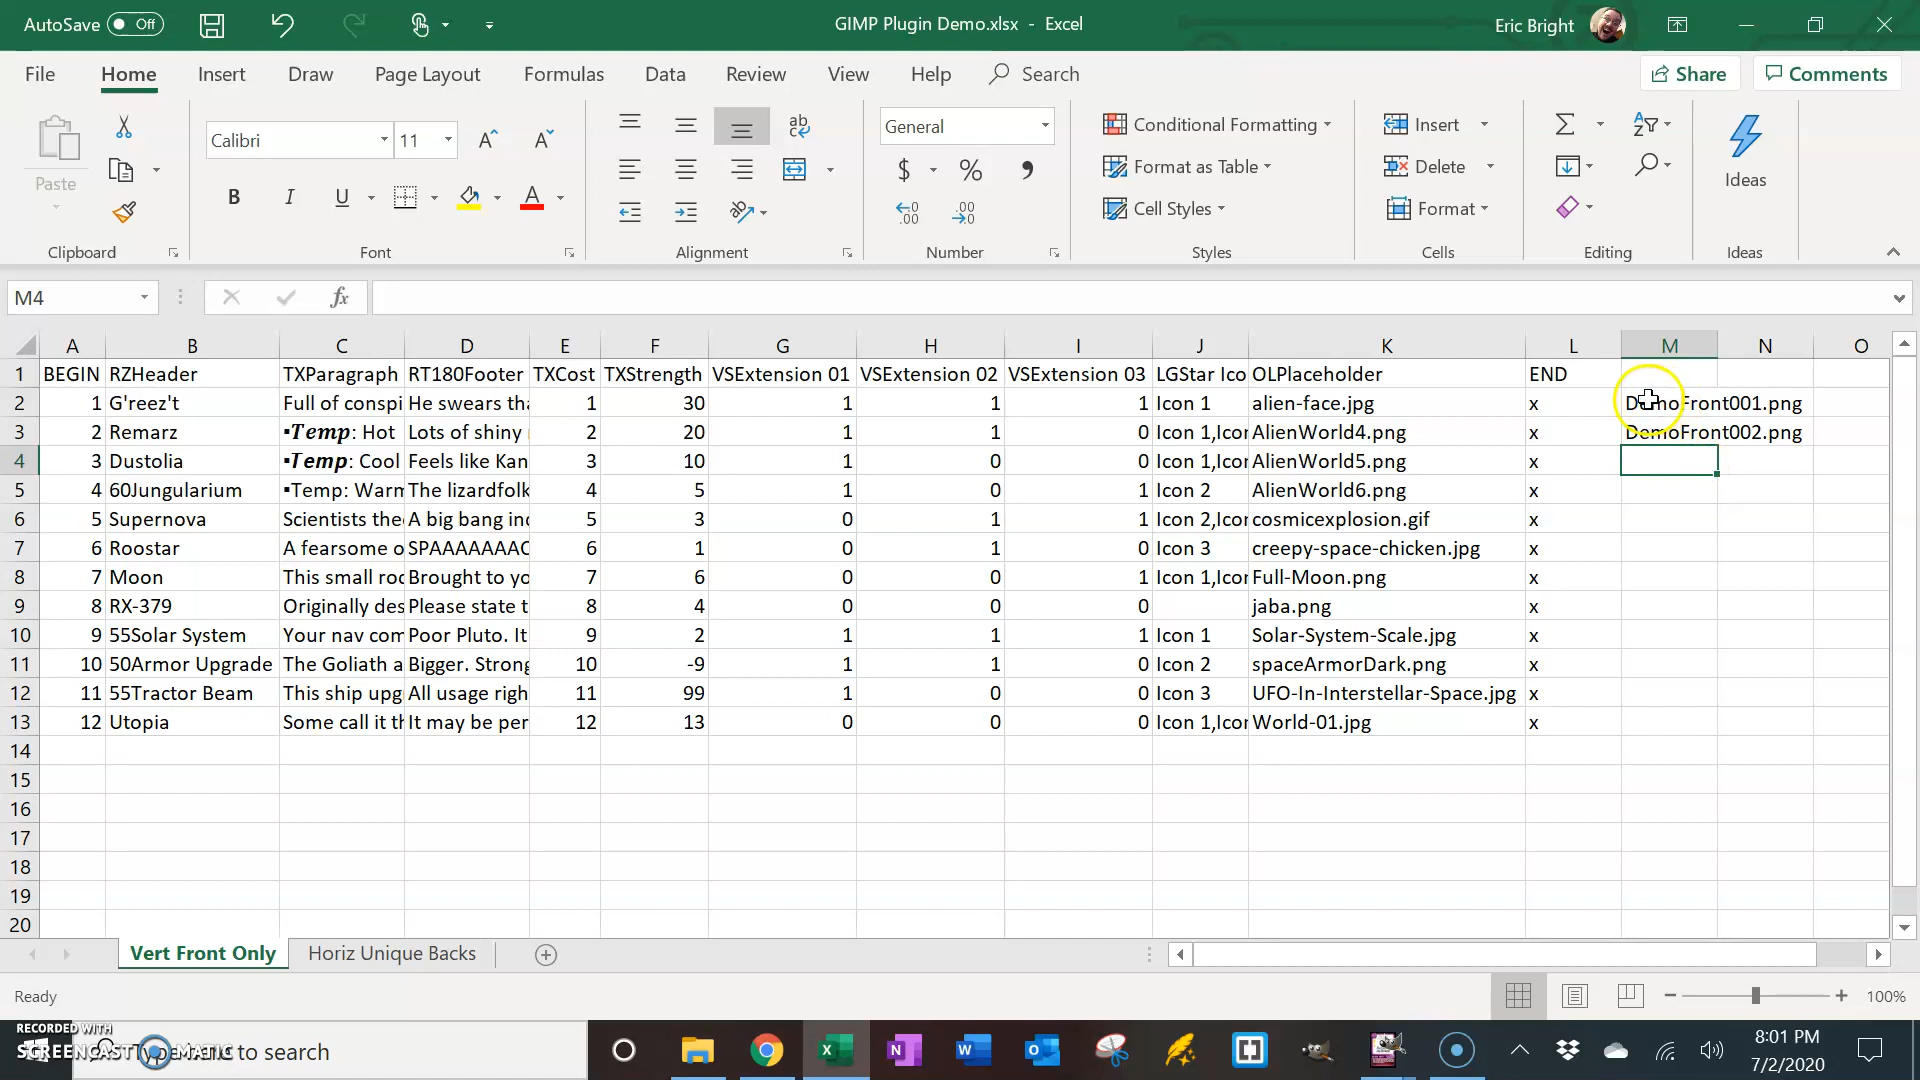 AutoSave Off GIMP Plugin Demo.xlsx - Excel Eric Bright
File Home Insert Draw Page Layout Formulas Data Review View Help Search Share Comments
Paste Calibri 11 General Conditional Formatting Insert
$ % Format as Table Delete Ideas
B I U A Cell Styles Format
Clipboard Font Alignment Number Styles Cells Editing Ideas
M4 fx
A B C D E F G H I J K L M N O
1 BEGIN RZHeader TXParagraph RT180Footer TXCost TXStrength VSExtension 01 VSExtension 02 VSExtension 03 LGStar Ico OLPlaceholder END
2 1 G'reez't Full of conspi He swears tha 1 30 1 1 1 Icon 1 alien-face.jpg x DemoFront001.png
3 2 Remarz ▪𝑻𝒆𝒎𝒑: Hot Lots of shiny 2 20 1 1 0 Icon 1,Icor AlienWorld4.png x DemoFront002.png
4 3 Dustolia ▪𝑻𝒆𝒎𝒑: Cool Feels like Kan 3 10 1 0 0 Icon 1,Icor AlienWorld5.png x
5 4 60Jungularium ▪Temp: Warm The lizardfolk 4 5 1 0 1 Icon 2 AlienWorld6.png x
6 5 Supernova Scientists the A big bang inc 5 3 0 1 1 Icon 2,Icor cosmicexplosion.gif x
7 6 Roostar A fearsome o SPAAAAAAAC 6 1 0 1 0 Icon 3 creepy-space-chicken.jpg x
8 7 Moon This small roc Brought to yo 7 6 0 0 1 Icon 1,Icor Full-Moon.png x
9 8 RX-379 Originally des Please state t 8 4 0 0 0 jaba.png x
10 9 55Solar System Your nav com Poor Pluto. It 9 2 1 1 1 Icon 1 Solar-System-Scale.jpg x
11 10 50Armor Upgrade The Goliath a Bigger. Strong 10 -9 1 1 0 Icon 2 spaceArmorDark.png x
12 11 55Tractor Beam This ship upg All usage righ 11 99 1 0 0 Icon 3 UFO-In-Interstellar-Space.jpg x
13 12 Utopia Some call it th It may be per 12 13 0 0 0 Icon 1,Icor World-01.jpg x
14
15
16
17
18
19
20
Vert Front Only Horiz Unique Backs
Ready 100%
RECORDED WITH
SCREENCAST MATIC to search
8:01 PM
7/2/2020